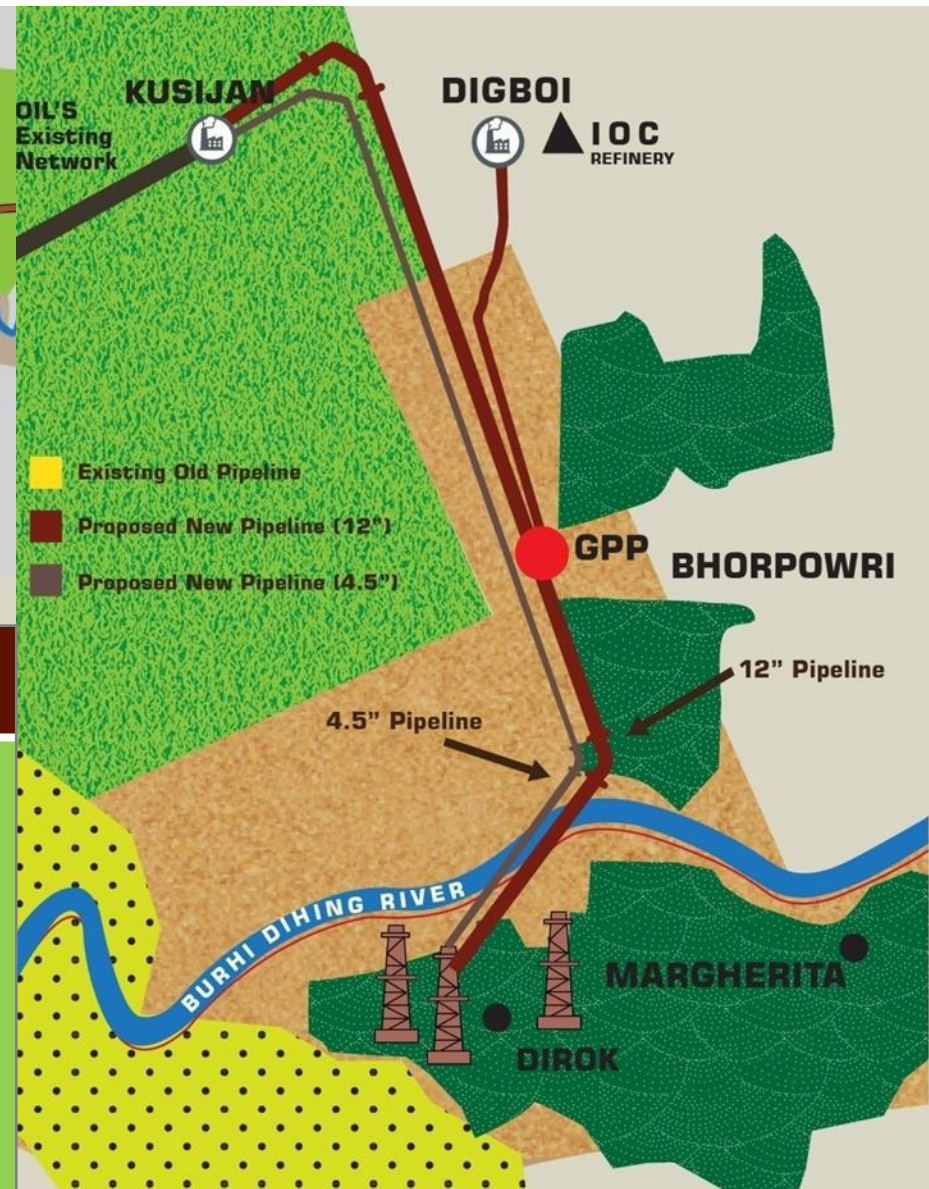 KUSIJAN
OIL'S
Existing
Network
DIGBOI
IOC
REFINERY
Existing Old Pipeline
Proposed New Pipeline (12")
Proposed New Pipeline (4.5")
GPP
BHORPOWRI
12” Pipeline
4.5” Pipeline
BURHI DIHING RIVER
MARGHERITA
DIROK